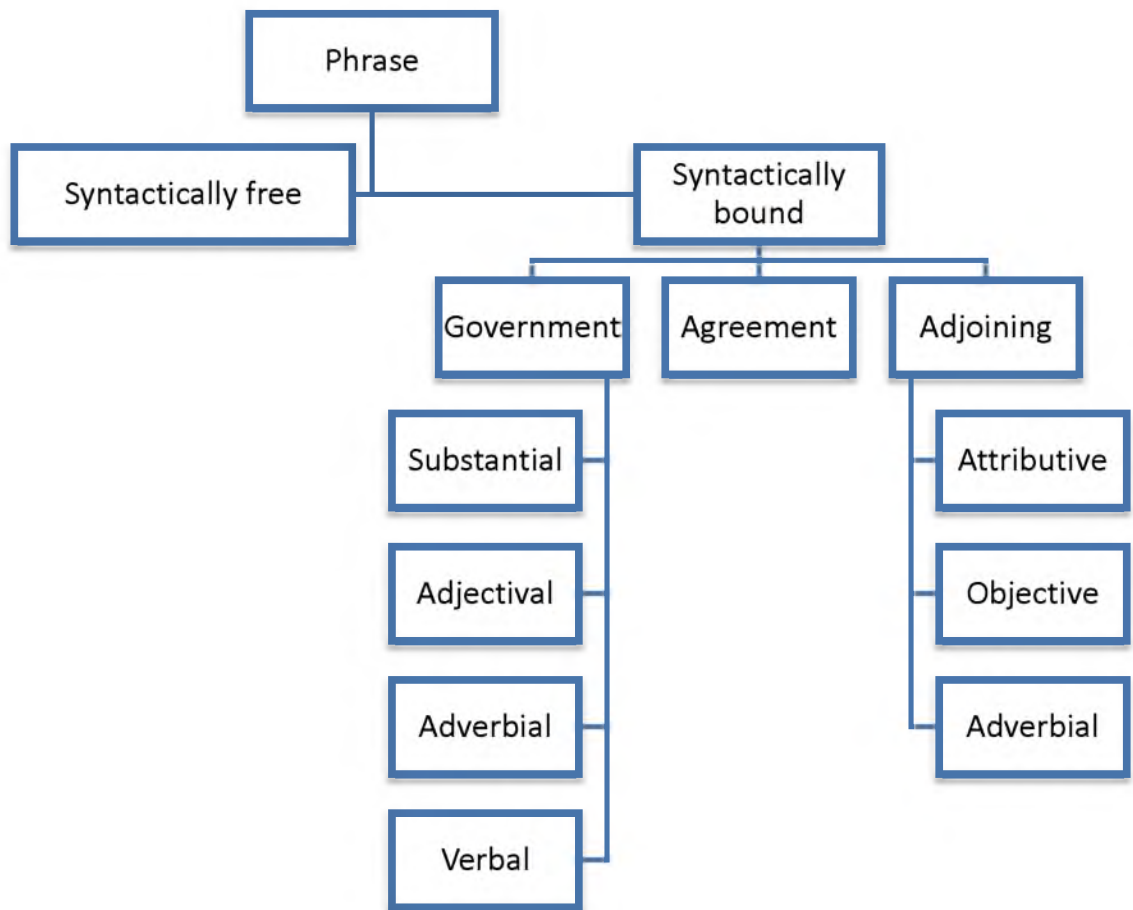 Phrase
Syntactically free
Syntactically
bound
Government
Agreement
Adjoining
Substantial
Attributive
Adjectival
Objective
Adverbial
Adverbial
Verbal